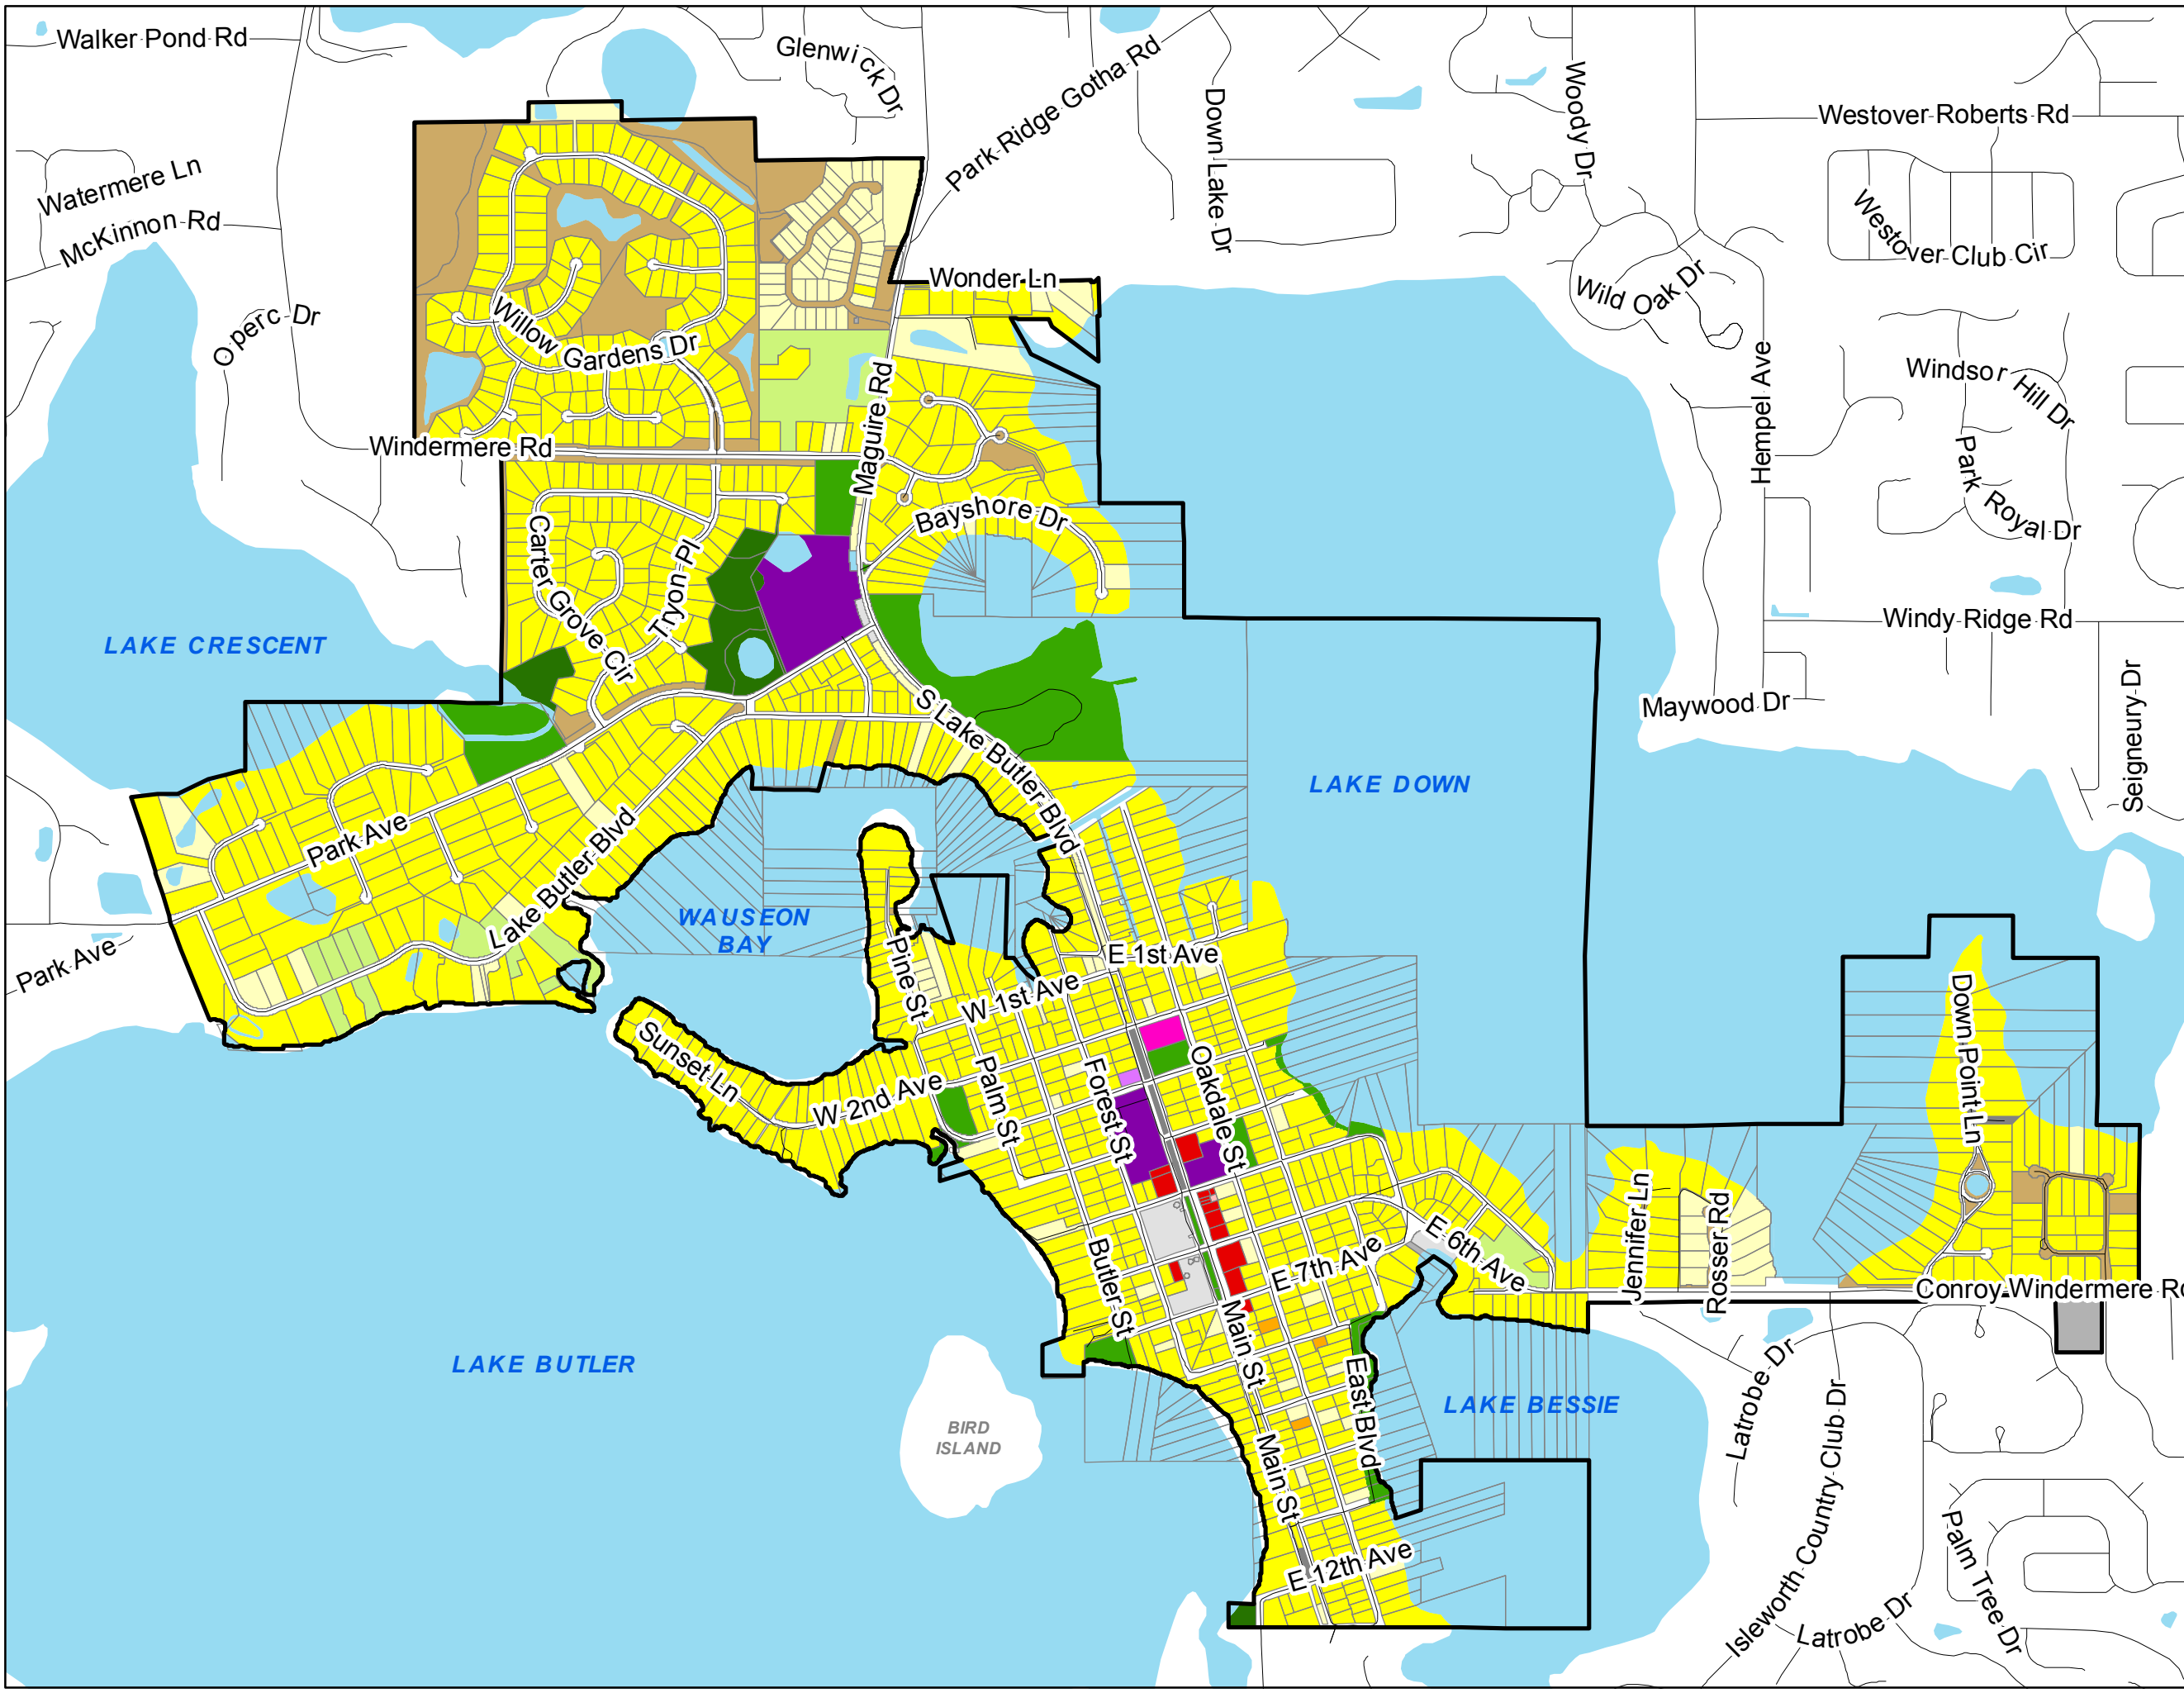 Walker Pond Rd
Glenwick Dr
Park Ridge Gotha Rd
Down Lake Dr
Woody Dr
Westover Roberts Rd
Watermere Ln
McKinnon Rd
Westover Club Cir
Wonder Ln
Wild Oak Dr
Operc Dr
Willow Gardens Dr
Maguire Rd
Hempel Ave
Windsor Hill Dr
Windermere Rd
Park Royal Dr
Bayshore Dr
Carter Grove Cir
Tryon Pl
Windy Ridge Rd
LAKE CRESCENT
Maywood Dr
Seigneury Dr
S Lake Butler Blvd
LAKE DOWN
Park Ave
Lake Butler Blvd
WAUSEON
BAY
Park Ave
Pine St
E 1st Ave
W 1st Ave
Down Point Ln
Sunset Ln
W 2nd Ave
Palm St
Forest St
Oakdale St
Jennifer Ln
Rosser Rd
E 6th Ave
E 7th Ave
Butler St
Conroy Windermere Rd
Main St
East Blvd
LAKE BUTLER
LAKE BESSIE
Latrobe Dr
BIRD
ISLAND
Main St
Isleworth Country Club Dr
E 12th Ave
Palm Tree Dr
Latrobe Dr